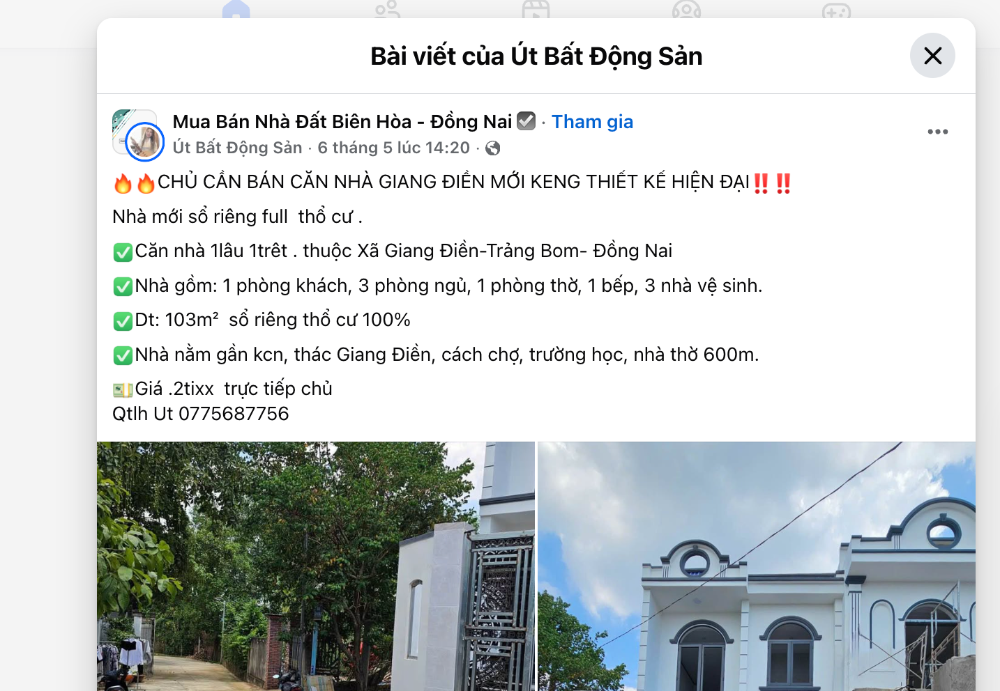 Bài viết của Út Bất Động Sản
Mua Bán Nhà Đất Biên Hòa - Đồng Nai☑️ · Tham gia
Út Bất Động Sản · 6 tháng 5 lúc 14:20 ·
🔥🔥CHỦ CẦN BÁN CĂN NHÀ GIANG ĐIỀN MỚI KENG THIẾT KẾ HIỆN ĐẠI‼️‼️
Nhà mới sổ riêng full  thổ cư .
✅Căn nhà 1lâu 1trêt . thuộc Xã Giang Điền-Trảng Bom- Đồng Nai
✅Nhà gồm: 1 phòng khách, 3 phòng ngủ, 1 phòng thờ, 1 bếp, 3 nhà vệ sinh.
✅Dt: 103m²  sổ riêng thổ cư 100%
✅Nhà nằm gần kcn, thác Giang Điền, cách chợ, trường học, nhà thờ 600m.
💵Giá .2tixx  trực tiếp chủ
Qtlh Ut 0775687756